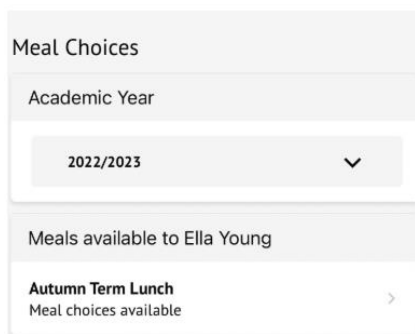 Meal Choices
Academic Year
2022/2023
Meals available to Ella Young
Autumn Term Lunch
Meal choices available